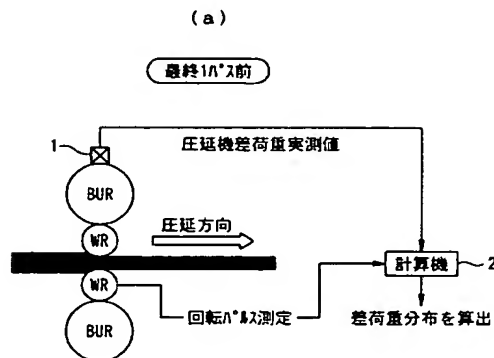 (a)
最終1ﾊﾟｽ前
1
圧延機差荷重実測値
BUR
圧延方向
WR
計算機 2
WR
回転ﾊﾟﾙｽ測定
差荷重分布を算出
BUR